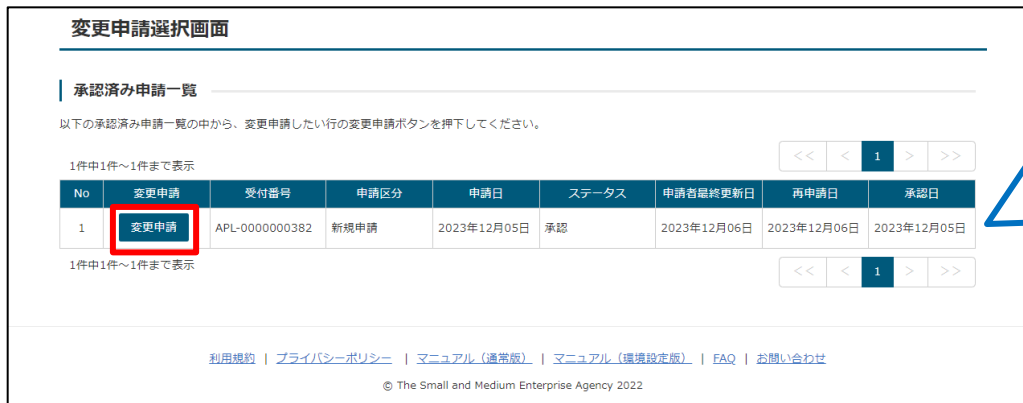 変更申請選択画面
承認済み申請一覧
以下の承認済み申請一覧の中から、変更申請したい行の変更申請ボタンを押下してください。
<< < 1 > >>
1件中1件～1件まで表示
No 変更申請 受付番号 申請区分 申請日 ステータス 申請者最終更新日 再申請日 承認日
1 変更申請 APL-0000000382 新規申請 2023年12月05日 承認 2023年12月06日 2023年12月06日 2023年12月05日
1件中1件～1件まで表示
<< < 1 > >>
利用規約 | プライバシーポリシー | マニュアル（通常版） | マニュアル（環境設定版） | FAQ | お問い合わせ
© The Small and Medium Enterprise Agency 2022